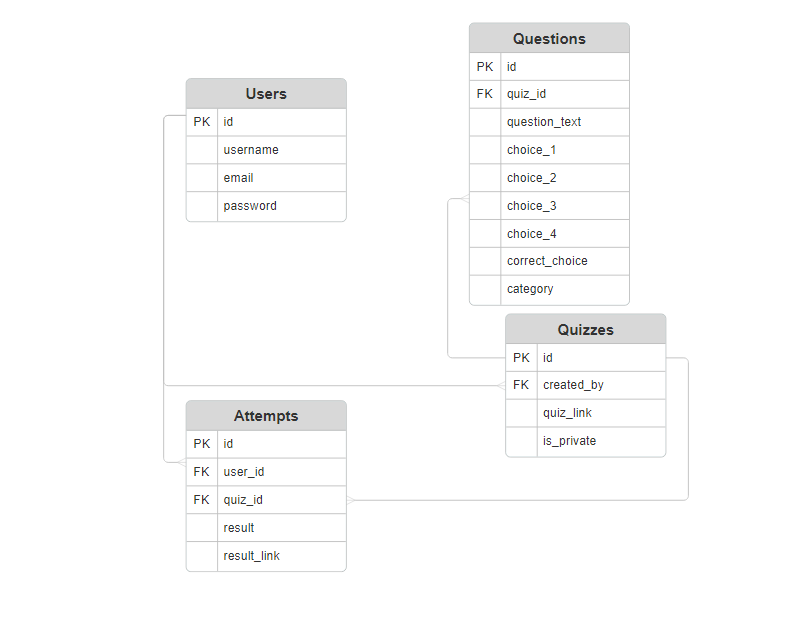 Questions
PK id
FK quiz_id
question_text
choice_1
choice_2
choice_3
choice_4
correct_choice
category
Users
PK id
username
email
password
Quizzes
PK id
FK created_by
quiz_link
is_private
Attempts
PK id
FK user_id
FK quiz_id
result
result_link